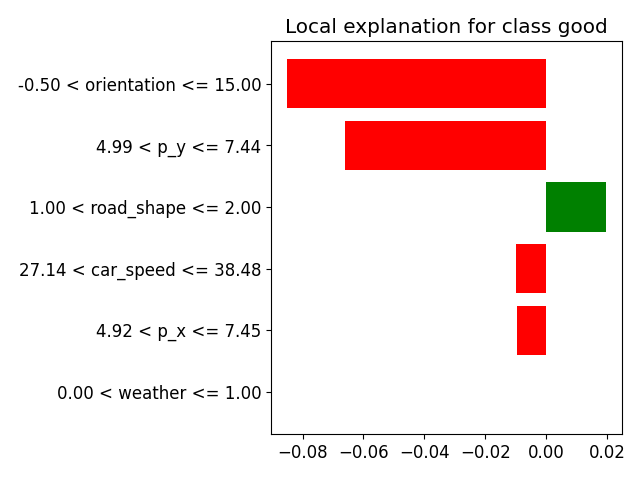 Local explanation for class good
-0.50 < orientation <= 15.00
4.99 < p_y <= 7.44
1.00 < road_shape <= 2.00
27.14 < car_speed <= 38.48
4.92 < p_x <= 7.45
0.00 < weather <= 1.00
−0.08 −0.06 −0.04 −0.02 0.00 0.02